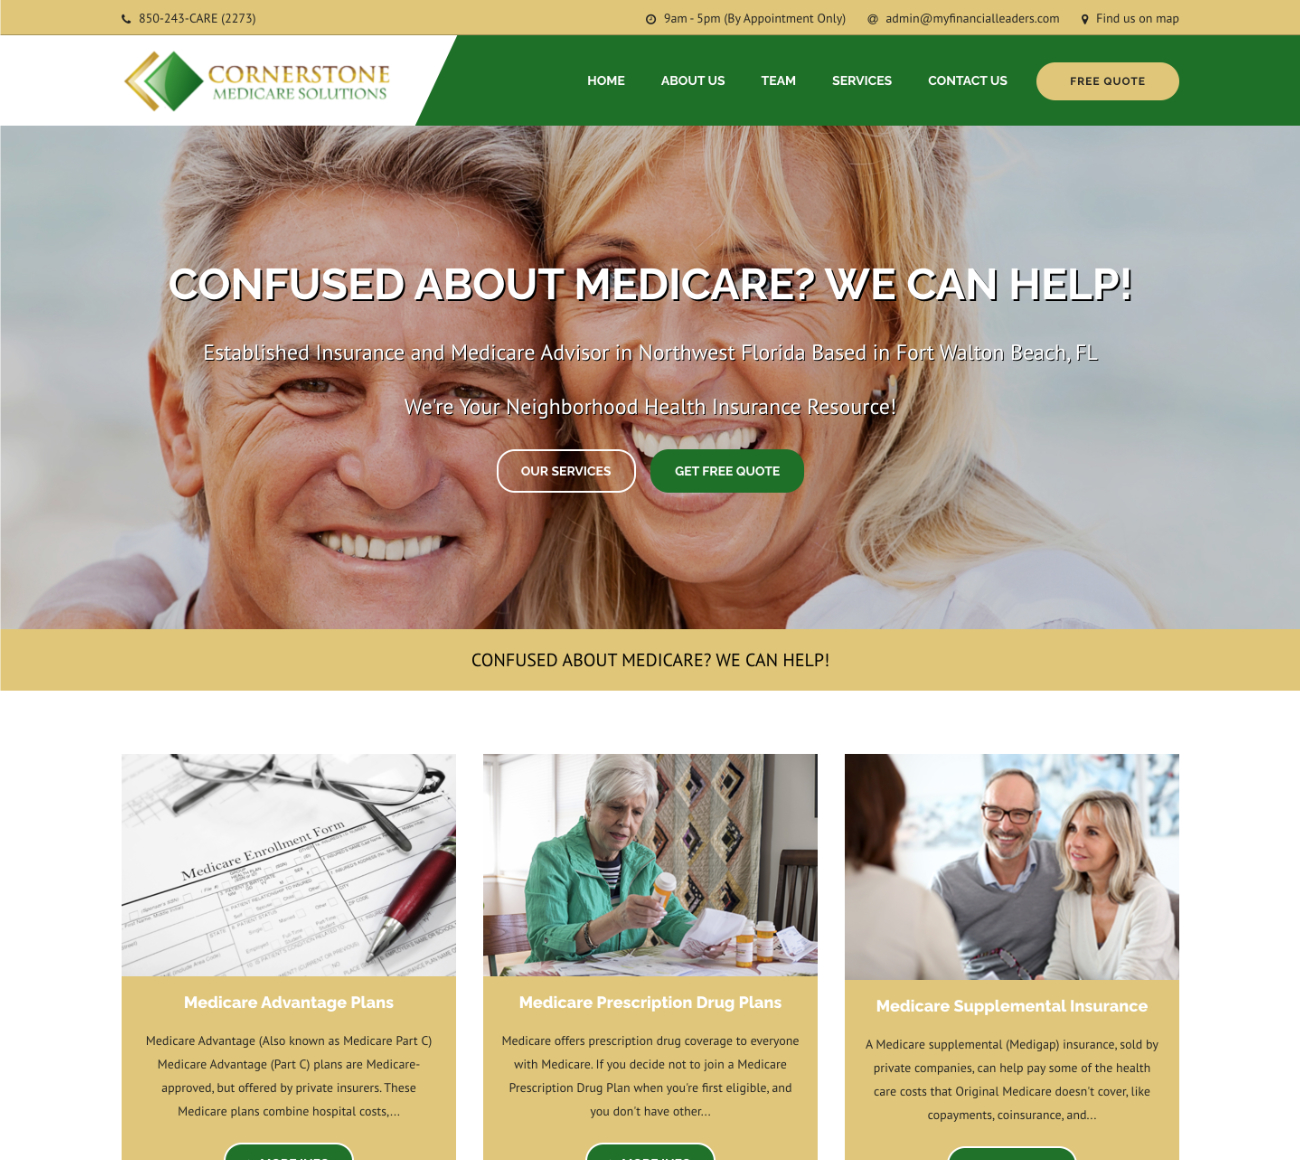 850-243-CARE (2273)
9am - 5pm (By Appointment Only)
admin@myfinancialleaders.com
Find us on map
CORNERSTONE
MEDICARE SOLUTIONS
HOME
ABOUT US
TEAM
SERVICES
CONTACT US
FREE QUOTE
CONFUSED ABOUT MEDICARE? WE CAN HELP!
Established Insurance and Medicare Advisor in Northwest Florida Based in Fort Walton Beach, FL
We're Your Neighborhood Health Insurance Resource!
OUR SERVICES
GET FREE QUOTE
CONFUSED ABOUT MEDICARE? WE CAN HELP!
Medicare Enrollment Form
Medicare Advantage Plans
Medicare Advantage (Also known as Medicare Part C)
Medicare Advantage (Part C) plans are Medicare-
approved, but offered by private insurers. These
Medicare plans combine hospital costs,...
Medicare Prescription Drug Plans
Medicare offers prescription drug coverage to everyone
with Medicare. If you decide not to join a Medicare
Prescription Drug Plan when you're first eligible, and
you don't have other...
Medicare Supplemental Insurance
A Medicare supplemental (Medigap) insurance, sold by
private companies, can help pay some of the health
care costs that Original Medicare doesn't cover, like
copayments, coinsurance, and...